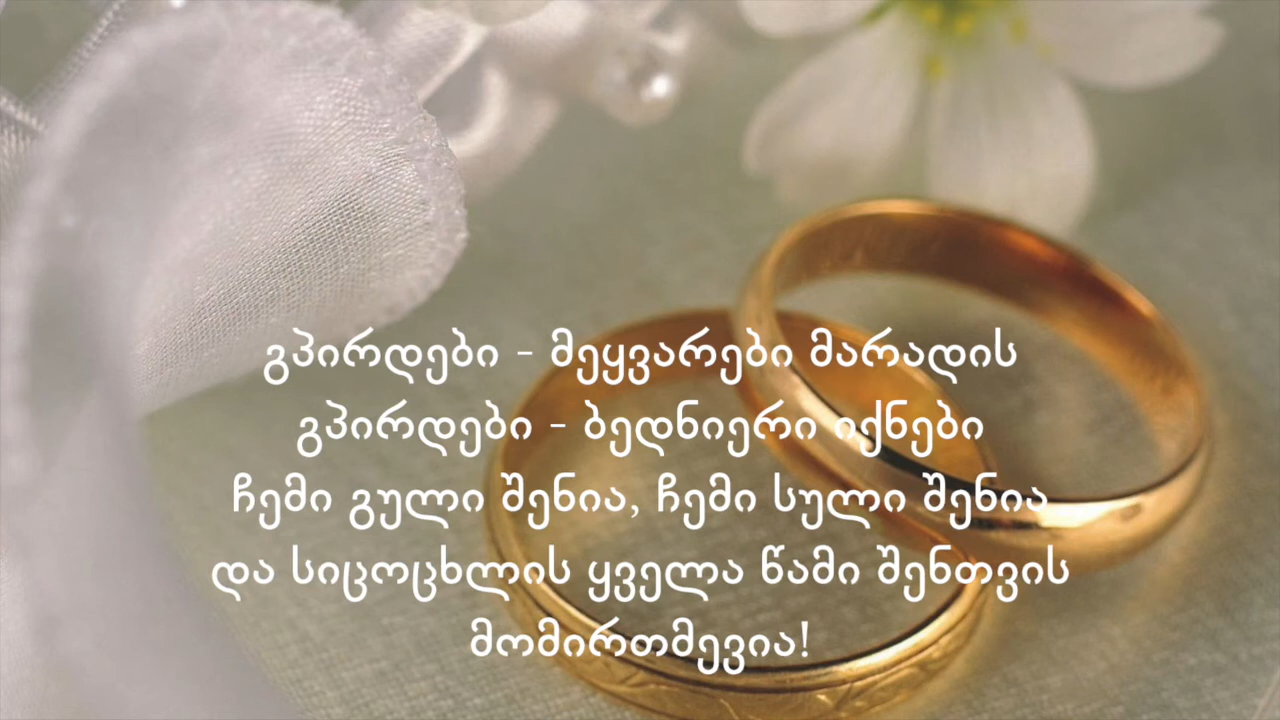 გპირდები - მეყვარები მარადის
გპირდები - ბედნიერი იქნები
ჩემი გული შენია, ჩემი სული შენია
და სიცოცხლის ყველა წამი შენთვის
მომირთმევია!